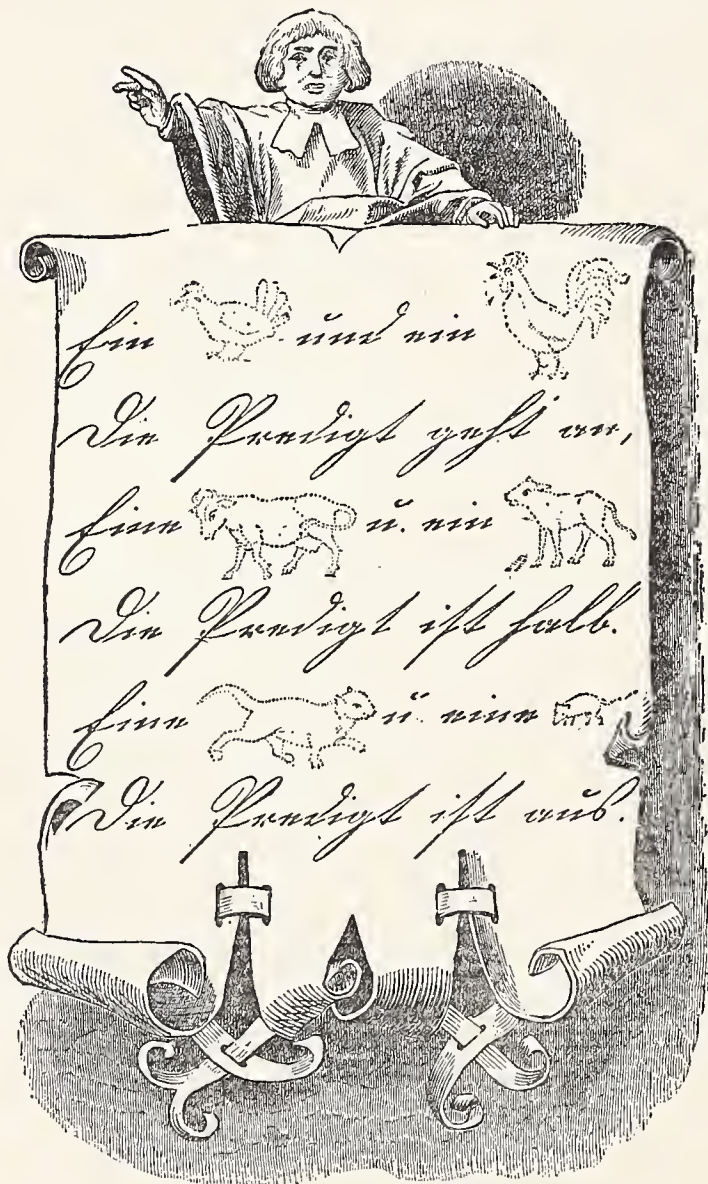 Ein und ein
Die Predigt geht an,
Eine u. ein
Die Predigt ist halb.
Eine u. eine
Die Predigt ist aus.